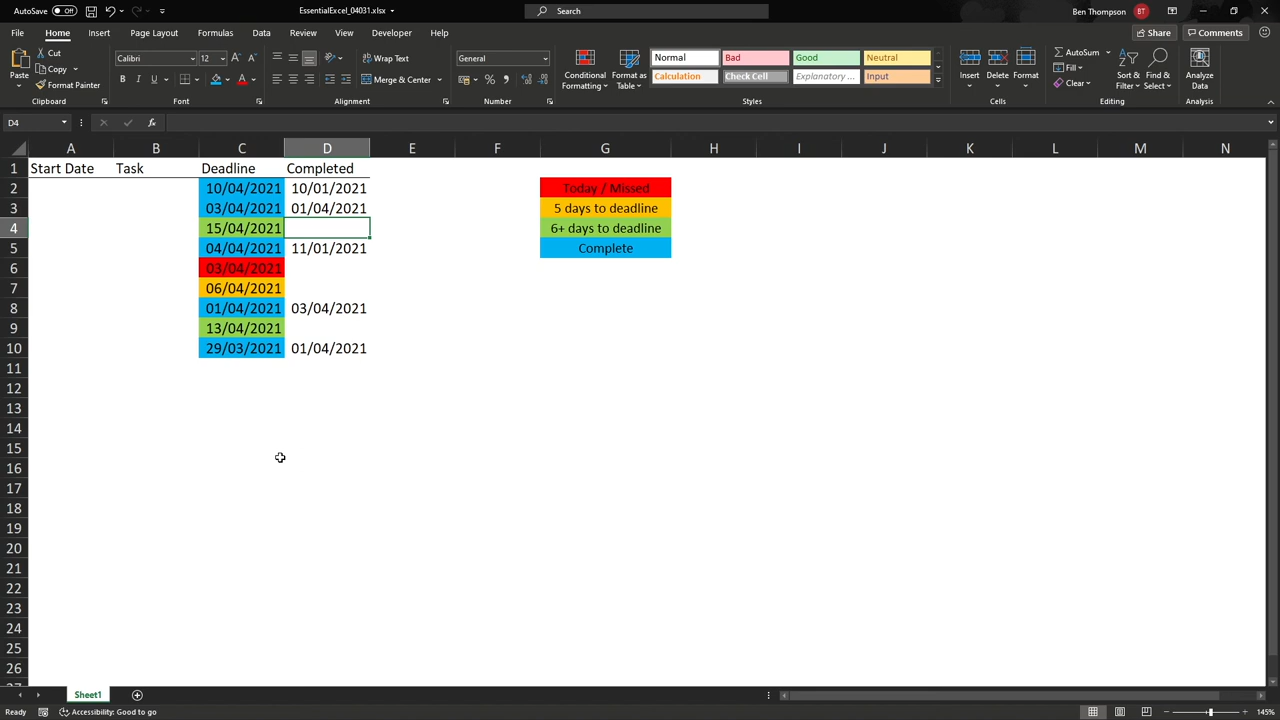 AutoSave Off EssentialExcel_04031.xlsx Search Ben Thompson BT
File Home Insert Page Layout Formulas Data Review View Developer Help Share Comments
Paste Cut Copy Format Painter Clipboard
Calibri 12 B I U A Font
Wrap Text Merge & Center Alignment
General % Number
Conditional Formatting Format as Table
Normal Bad Good Neutral
Calculation Check Cell Explanatory ... Input
Styles
Insert Delete Format Cells
AutoSum Fill Clear Sort & Filter Find & Select Editing
Analyze Data Analysis
D4 fx
A B C D E F G H I J K L M N
1 Start Date Task Deadline Completed
2 10/04/2021 10/01/2021 Today / Missed
3 03/04/2021 01/04/2021 5 days to deadline
4 15/04/2021 6+ days to deadline
5 04/04/2021 11/01/2021 Complete
6 03/04/2021
7 06/04/2021
8 01/04/2021 03/04/2021
9 13/04/2021
10 29/03/2021 01/04/2021
11
12
13
14
15
16
17
18
19
20
21
22
23
24
25
26
Sheet1
Ready Accessibility: Good to go 145%